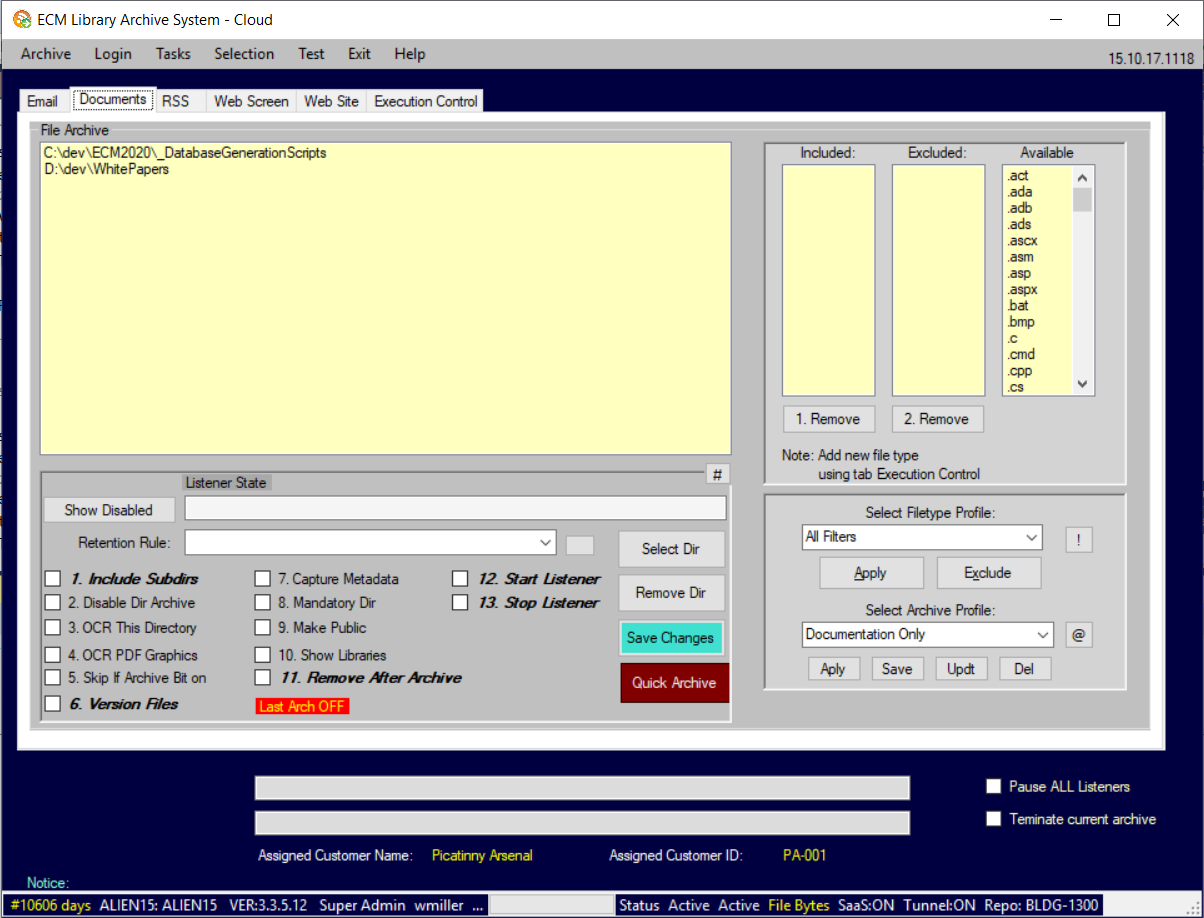 ECM Library Archive System - Cloud
Archive Login Tasks Selection Test Exit Help
15.10.17.1118
Email Documents RSS Web Screen Web Site Execution Control
File Archive
C:\dev\ECM2020\_DatabaseGenerationScripts
D:\dev\WhitePapers
Included: Excluded: Available
.act
.ada
.adb
.ads
.ascx
.asm
.asp
.aspx
.bat
.bmp
.c
.cmd
.cpp
.cs
1. Remove 2. Remove
Note: Add new file type
using tab Execution Control
#
Listener State
Show Disabled
Retention Rule:
Select Dir
Remove Dir
Save Changes
Quick Archive
1. Include Subdirs
2. Disable Dir Archive
3. OCR This Directory
4. OCR PDF Graphics
5. Skip If Archive Bit on
6. Version Files
7. Capture Metadata
8. Mandatory Dir
9. Make Public
10. Show Libraries
11. Remove After Archive
Last Arch OFF
12. Start Listener
13. Stop Listener
Select Filetype Profile:
All Filters !
Apply Exclude
Select Archive Profile:
Documentation Only @
Aply Save Updt Del
Pause ALL Listeners
Teminate current archive
Assigned Customer Name: Picatinny Arsenal Assigned Customer ID: PA-001
Notice:
#10606 days ALIEN15: ALIEN15 VER:3.3.5.12 Super Admin wmiller ... Status Active Active File Bytes SaaS:ON Tunnel:ON Repo: BLDG-1300